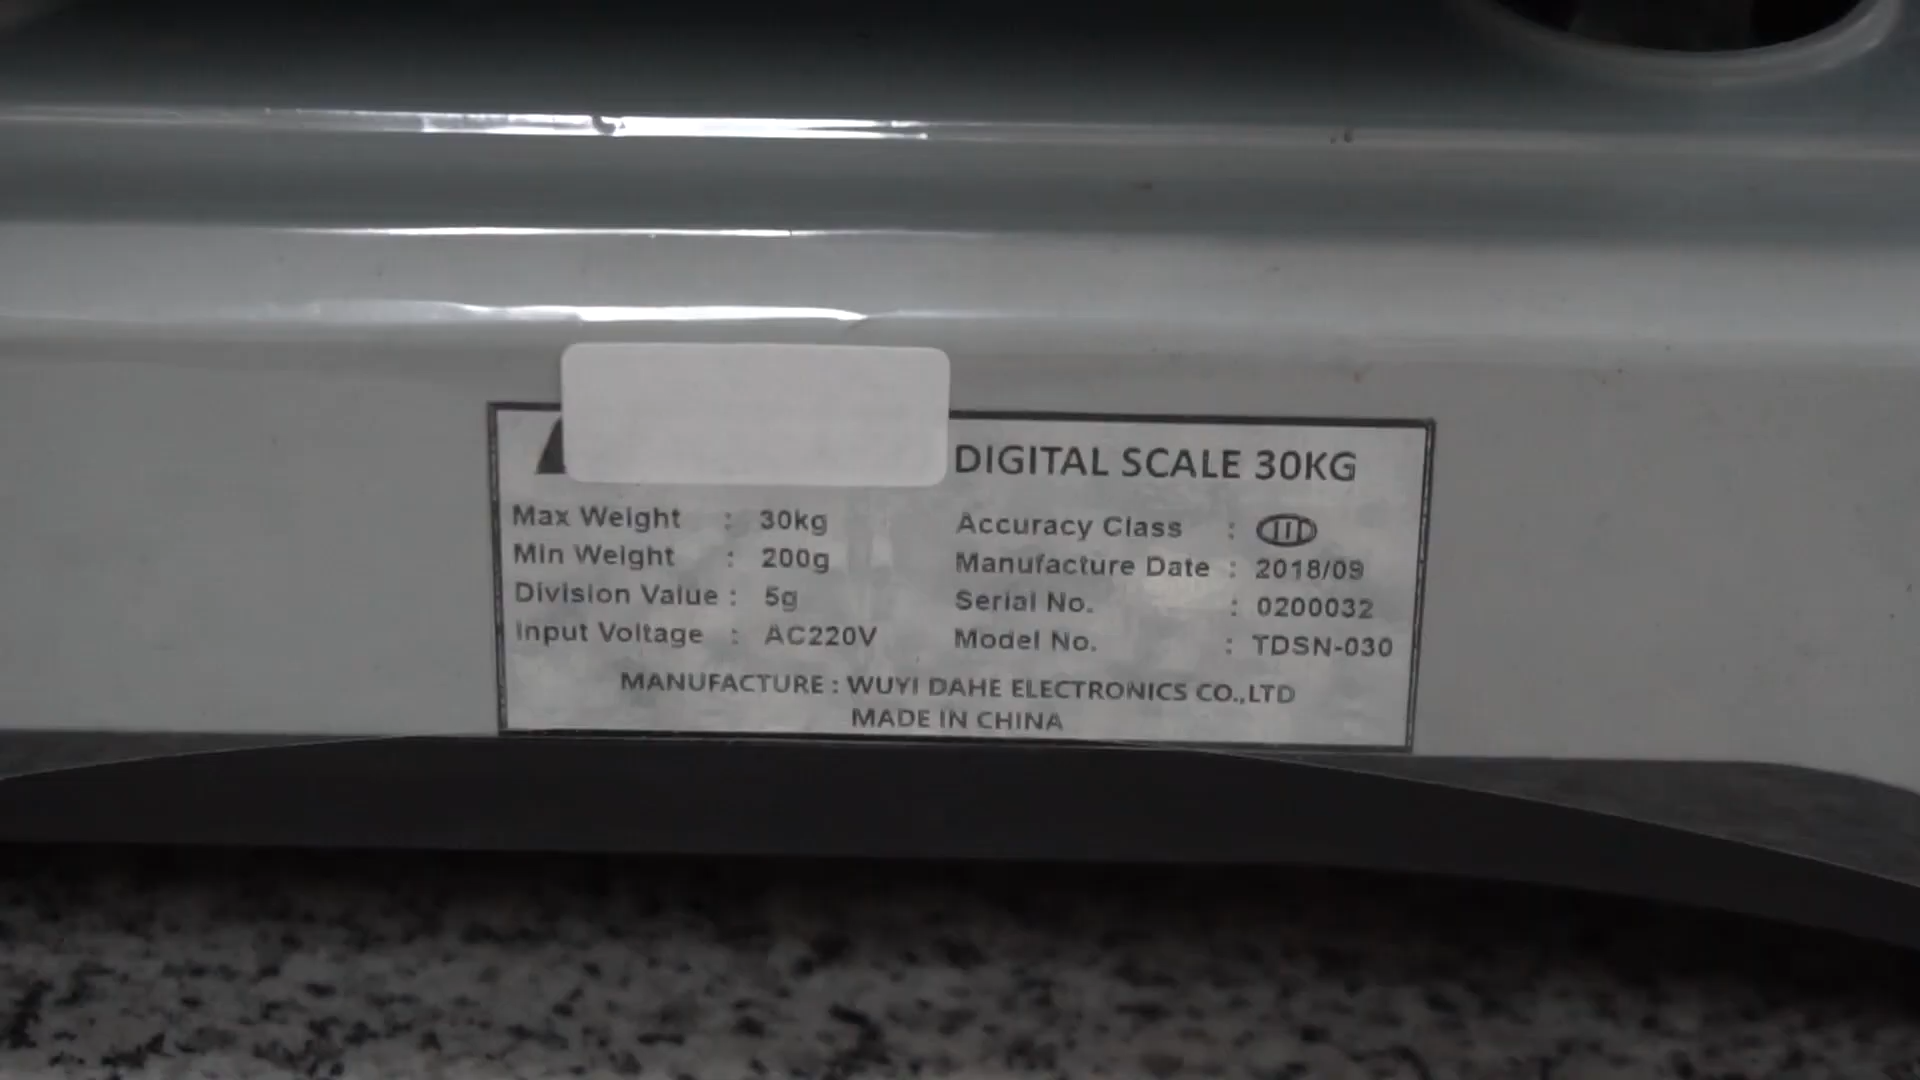 DIGITAL SCALE 30KG
Max Weight : 30kg
Accuracy Class : III
Min Weight : 200g
Manufacture Date : 2018/09
Division Value : 5g
Serial No. : 0200032
Input Voltage : AC220V
Model No. : TDSN-030
MANUFACTURE : WUYI DAHE ELECTRONICS CO.,LTD
MADE IN CHINA